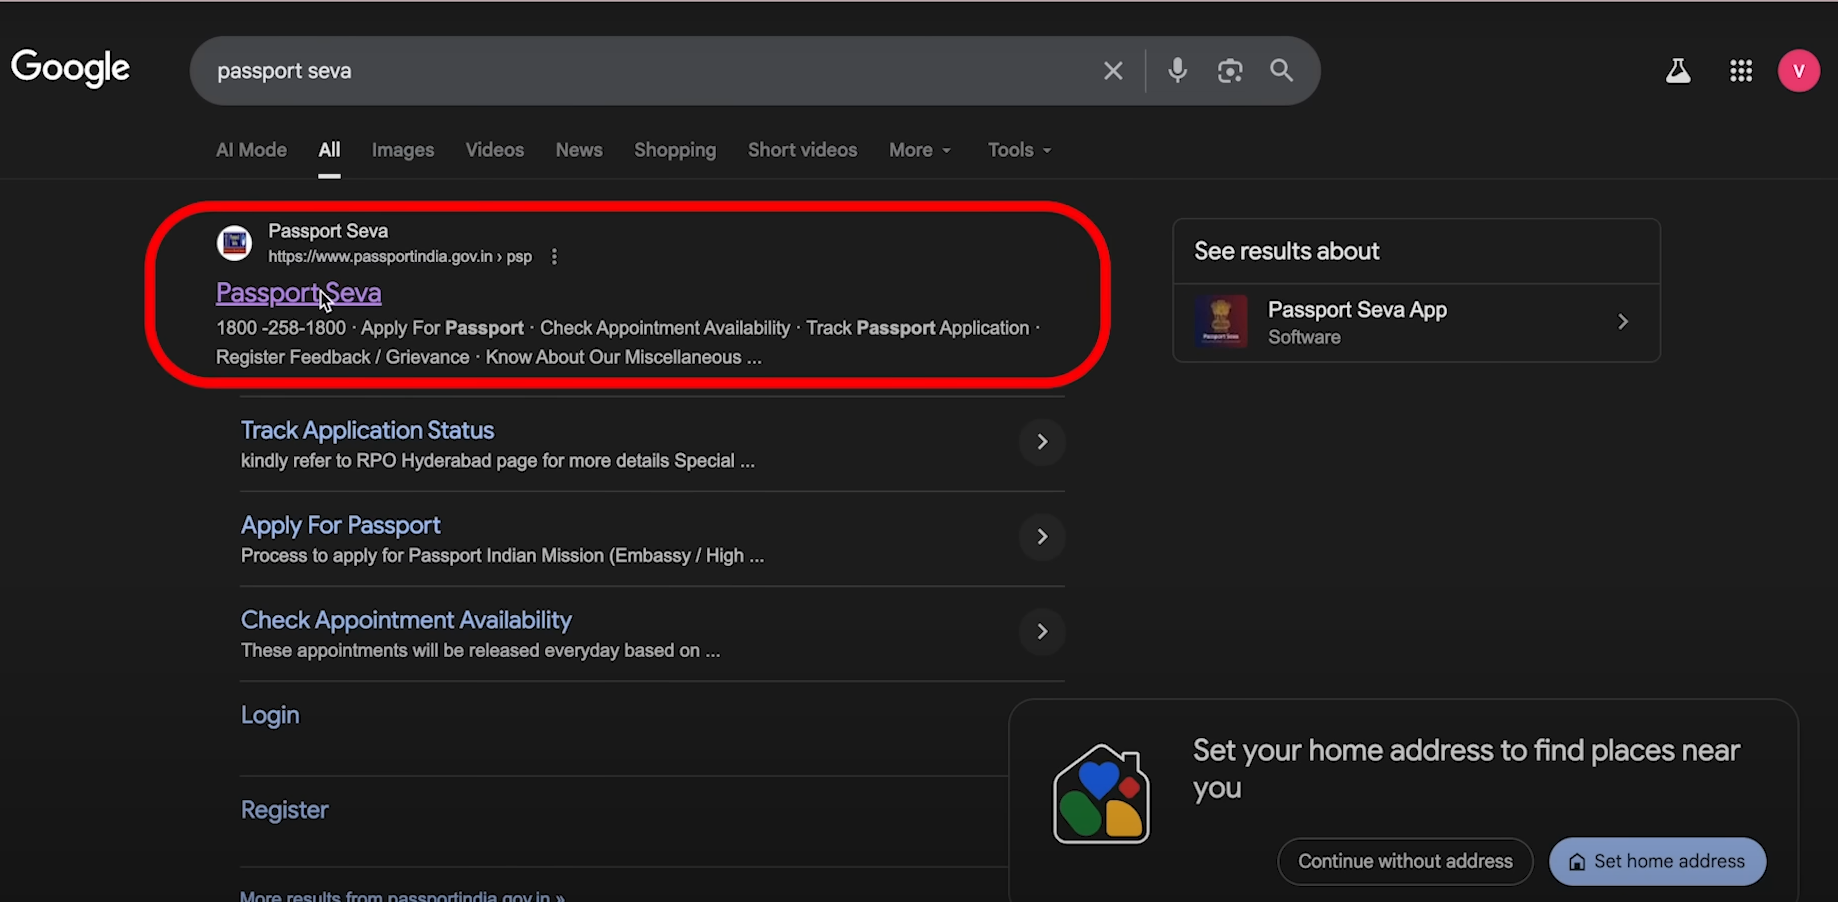 Google
passport seva
AI Mode All Images Videos News Shopping Short videos More Tools
Passport Seva
https://www.passportindia.gov.in › psp
Passport Seva
1800 -258-1800 · Apply For Passport · Check Appointment Availability · Track Passport Application ·
Register Feedback / Grievance · Know About Our Miscellaneous ...
Track Application Status
kindly refer to RPO Hyderabad page for more details Special ...
Apply For Passport
Process to apply for Passport Indian Mission (Embassy / High ...
Check Appointment Availability
These appointments will be released everyday based on ...
Login
Register
More results from passportindia.gov.in »
V
See results about
Passport Seva
Passport Seva App
Software
Set your home address to find places near
you
Continue without address
Set home address